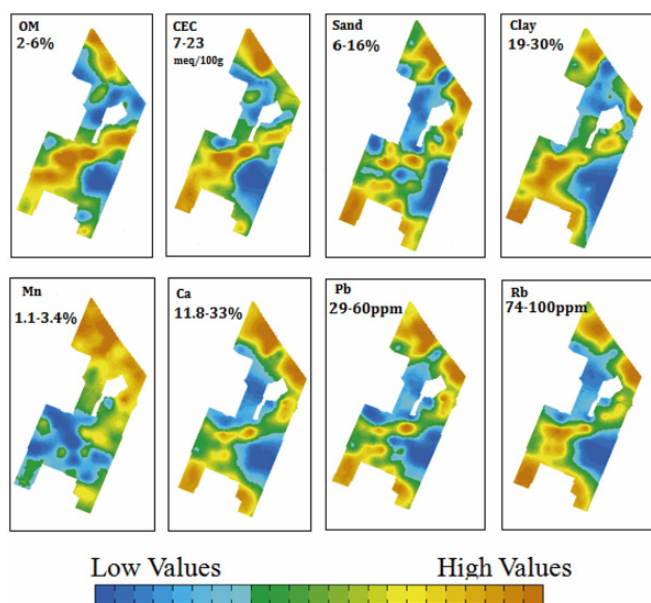 OM
2-6%
CEC
7-23
meq/100g
Sand
6-16%
Clay
19-30%
Mn
1.1-3.4%
Ca
11.8-33%
Pb
29-60ppm
Rb
74-100ppm
Low Values
High Values